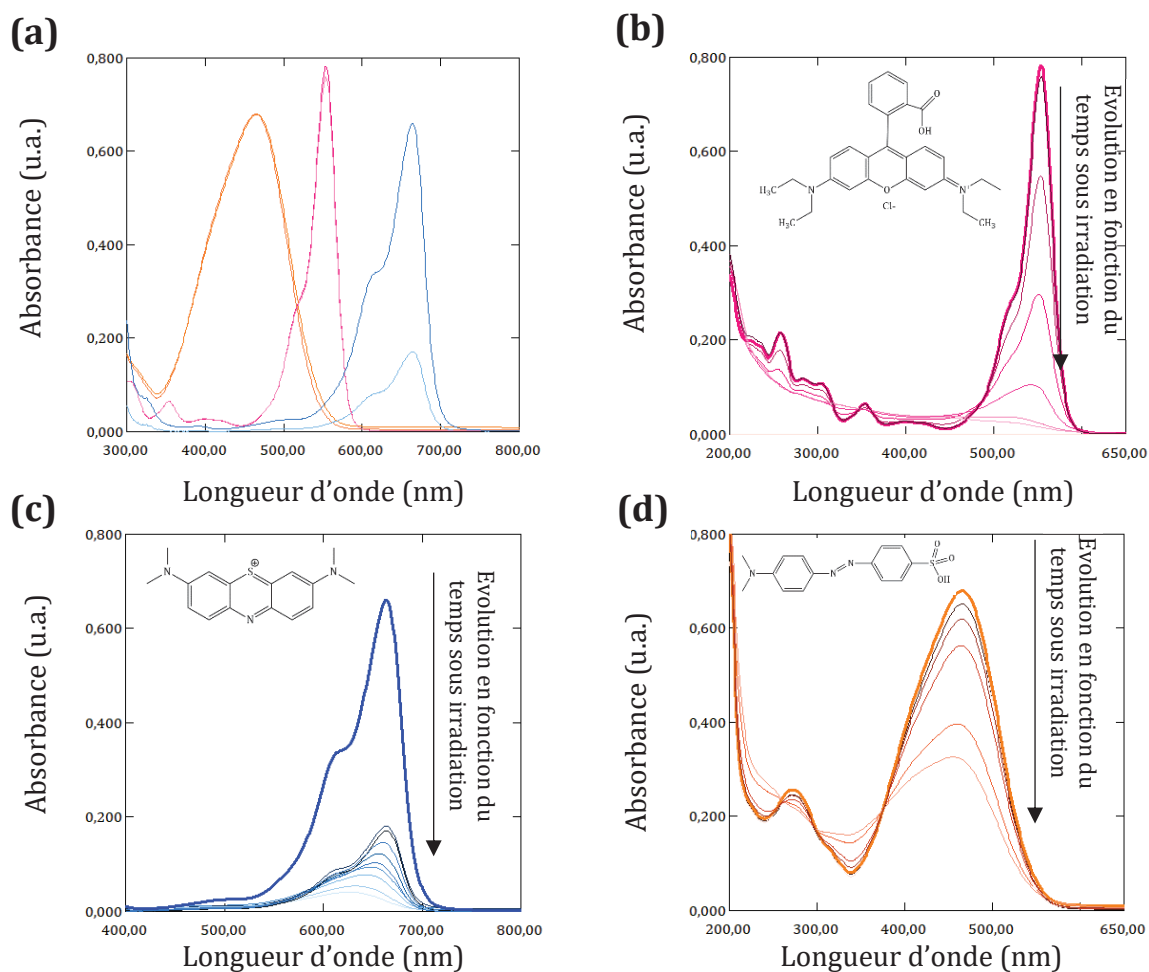 (a)
0,800
0,600
0,400
0,200
0,000
300,00 400,00 500,00 600,00 700,00 800,00
Absorbance (u.a.)
Longueur d'onde (nm)
(b)
0,800
0,600
0,400
0,200
0,000
200,00 300,00 400,00 500,00 650,00
Absorbance (u.a.)
Longueur d'onde (nm)
O
OH
H₃C
N
O
N⁺
Cl-
H₃C
CH₃
Evolution en fonction du
temps sous irradiation
(c)
0,800
0,600
0,400
0,200
0,000
400,00 500,00 600,00 700,00 800,00
Absorbance (u.a.)
Longueur d'onde (nm)
N
S
⊕
N
N
Evolution en fonction du
temps sous irradiation
(d)
0,800
0,600
0,400
0,200
0,000
200,00 300,00 400,00 500,00 650,00
Absorbance (u.a.)
Longueur d'onde (nm)
N
N=N
O
S
O
OH
Evolution en fonction du
temps sous irradiation